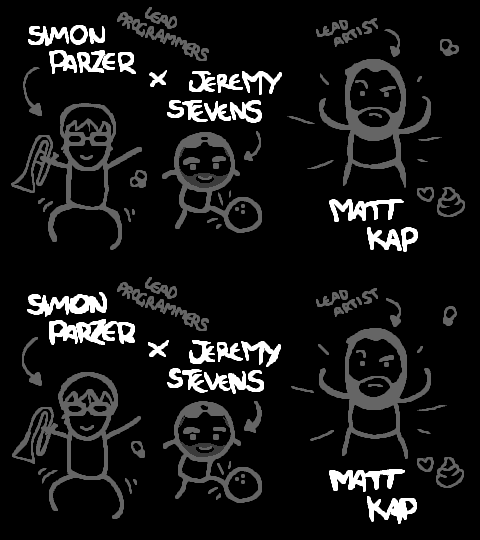 LEAD
PROGRAMMERS
SIMON
PARZER
X JEREMY
STEVENS
LEAD
ARTIST
MATT
KAP
LEAD
PROGRAMMERS
SIMON
PARZER
X JEREMY
STEVENS
LEAD
ARTIST
MATT
KAP